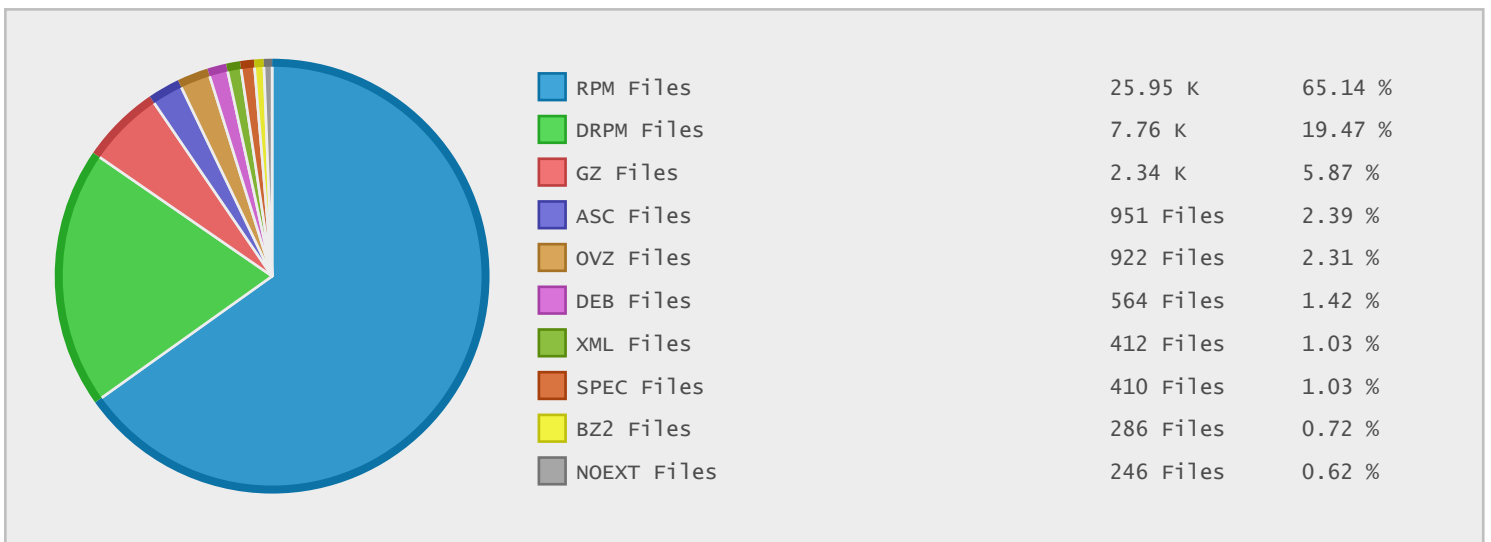 RPM Files 25.95 K 65.14 %
DRPM Files 7.76 K 19.47 %
GZ Files 2.34 K 5.87 %
ASC Files 951 Files 2.39 %
OVZ Files 922 Files 2.31 %
DEB Files 564 Files 1.42 %
XML Files 412 Files 1.03 %
SPEC Files 410 Files 1.03 %
BZ2 Files 286 Files 0.72 %
NOEXT Files 246 Files 0.62 %